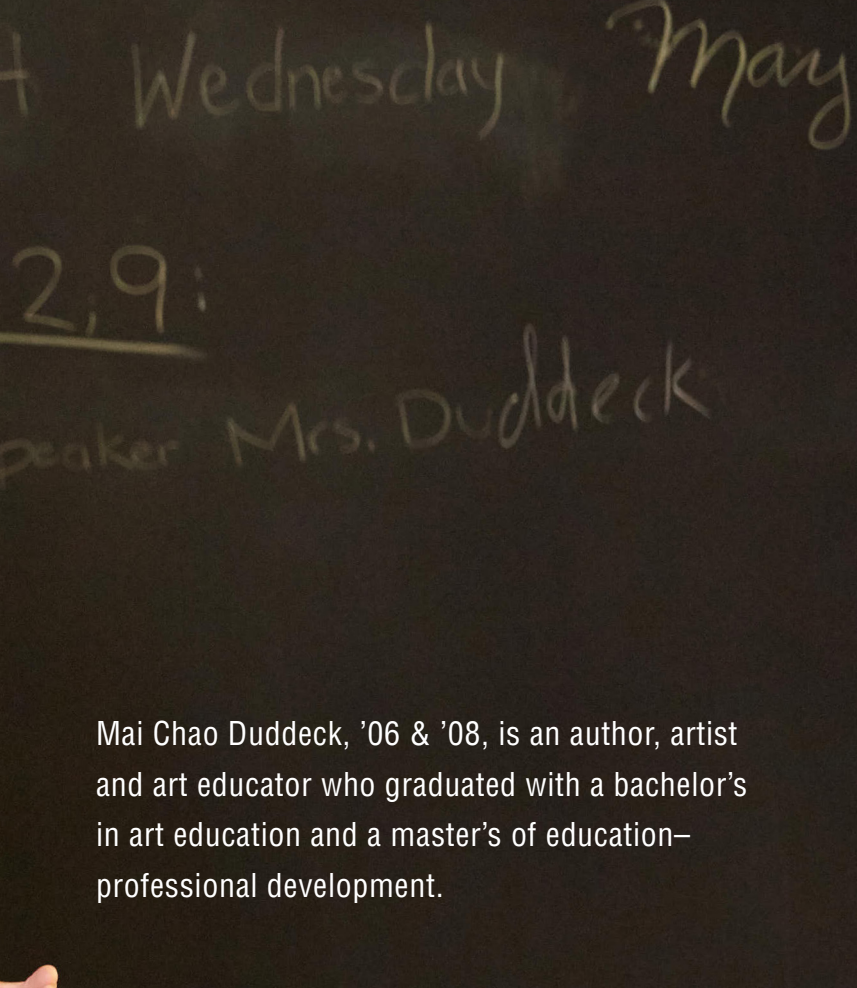 Wednesday May
2,9:
peaker Mrs. Duddeck
Mai Chao Duddeck, ’06 & ’08, is an author, artist
and art educator who graduated with a bachelor’s
in art education and a master’s of education–
professional development.